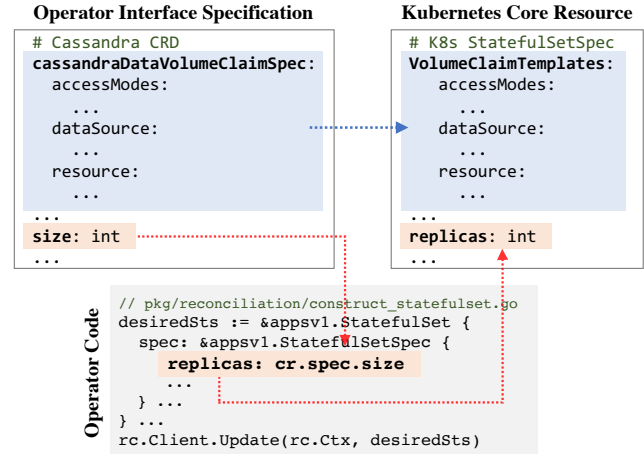 Operator Interface Specification
# Cassandra CRD
cassandraDataVolumeClaimSpec:
accessModes:
...
dataSource:
...
resource:
...
...
size: int
...
Kubernetes Core Resource
# K8s StatefulSetSpec
VolumeClaimTemplates:
accessModes:
...
dataSource:
...
resource:
...
...
replicas: int
...
Operator Code
// pkg/reconciliation/construct_statefulset.go
desiredSts := &appsv1.StatefulSet {
spec: &appsv1.StatefulSetSpec {
replicas: cr.spec.size
...
} ...
} ...
rc.Client.Update(rc.Ctx, desiredSts)